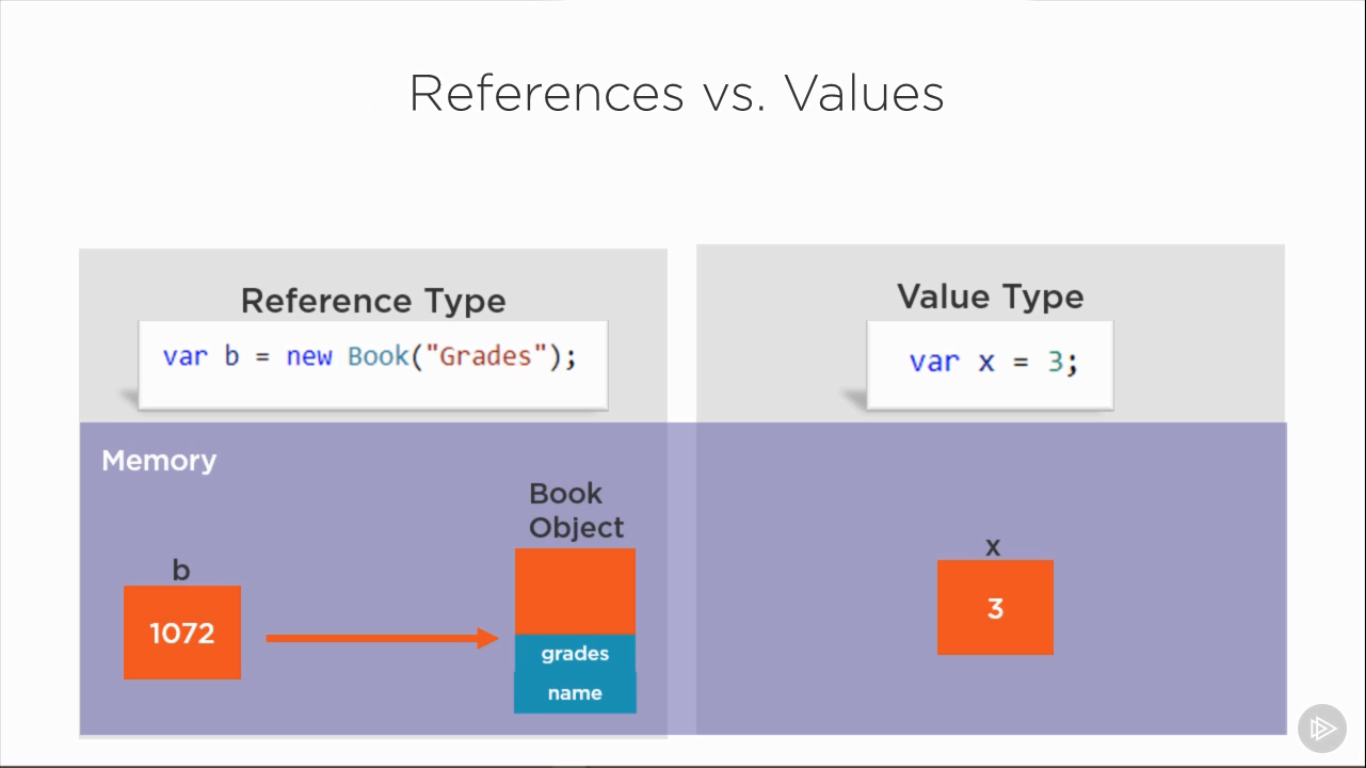 References vs. Values
Reference Type
var b = new Book("Grades");
Value Type
var x = 3;
Memory
b
1072
Book
Object
grades
name
x
3